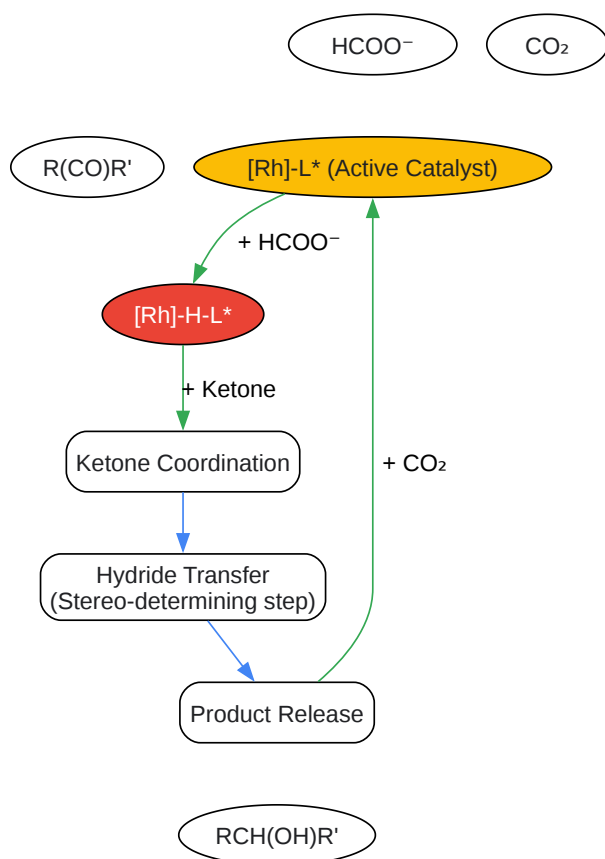 HCOO⁻
CO₂
R(CO)R'
[Rh]-L* (Active Catalyst)
+ HCOO⁻
[Rh]-H-L*
+ Ketone
Ketone Coordination
+ CO₂
Hydride Transfer
(Stereo-determining step)
Product Release
RCH(OH)R'